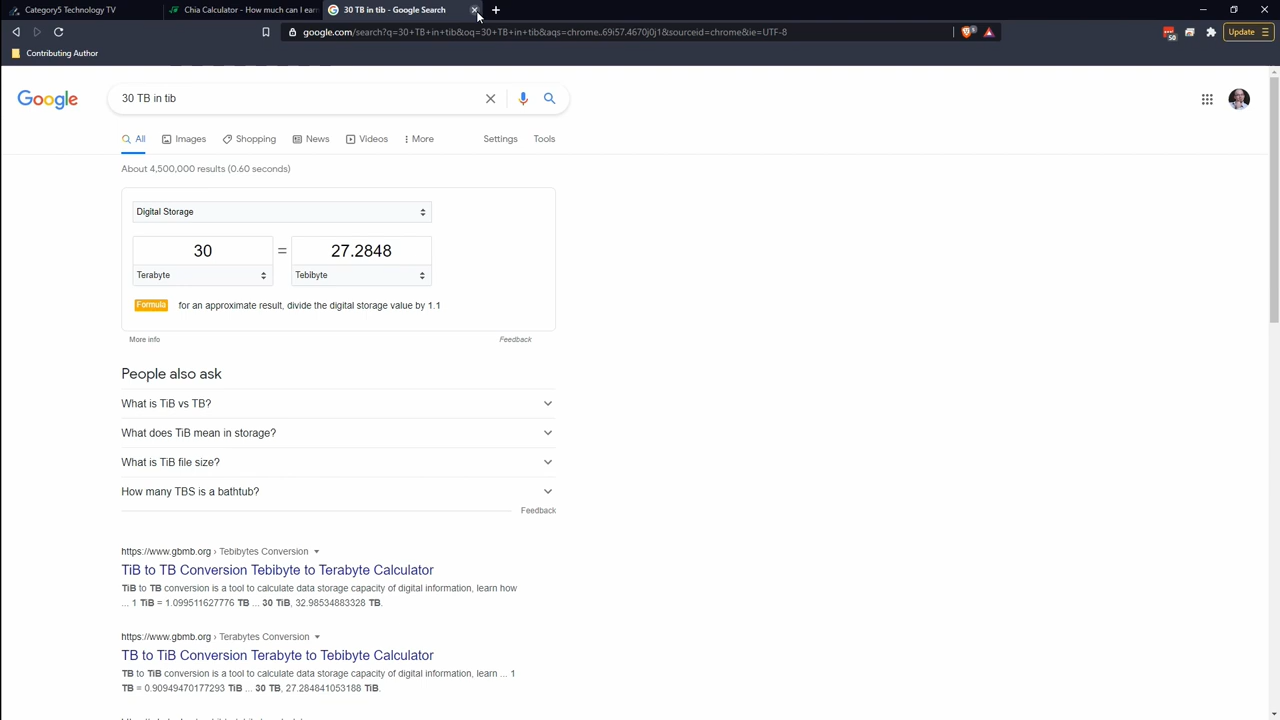 Category5 Technology TV
Chia Calculator - How much can I earn
30 TB in tib - Google Search
google.com/search?q=30+TB+in+tib&oq=30+TB+in+tib&aqs=chrome..69i57.4670j0j1&sourceid=chrome&ie=UTF-8
50
Update
Contributing Author
Google
30 TB in tib
All
Images
Shopping
News
Videos
More
Settings
Tools
About 4,500,000 results (0.60 seconds)
Digital Storage
30 = 27.2848
Terabyte
Tebibyte
Formula for an approximate result, divide the digital storage value by 1.1
More info
Feedback
People also ask
What is TiB vs TB?
What does TiB mean in storage?
What is TiB file size?
How many TBS is a bathtub?
Feedback
https://www.gbmb.org › Tebibytes Conversion
TiB to TB Conversion Tebibyte to Terabyte Calculator
TiB to TB conversion is a tool to calculate data storage capacity of digital information, learn how
... 1 TiB = 1.099511627776 TB ... 30 TiB, 32.98534883328 TB.
https://www.gbmb.org › Terabytes Conversion
TB to TiB Conversion Terabyte to Tebibyte Calculator
TB to TiB conversion is a tool to calculate data storage capacity of digital information, learn ... 1
TB = 0.90949470177293 TiB ... 30 TB, 27.284841053188 TiB.